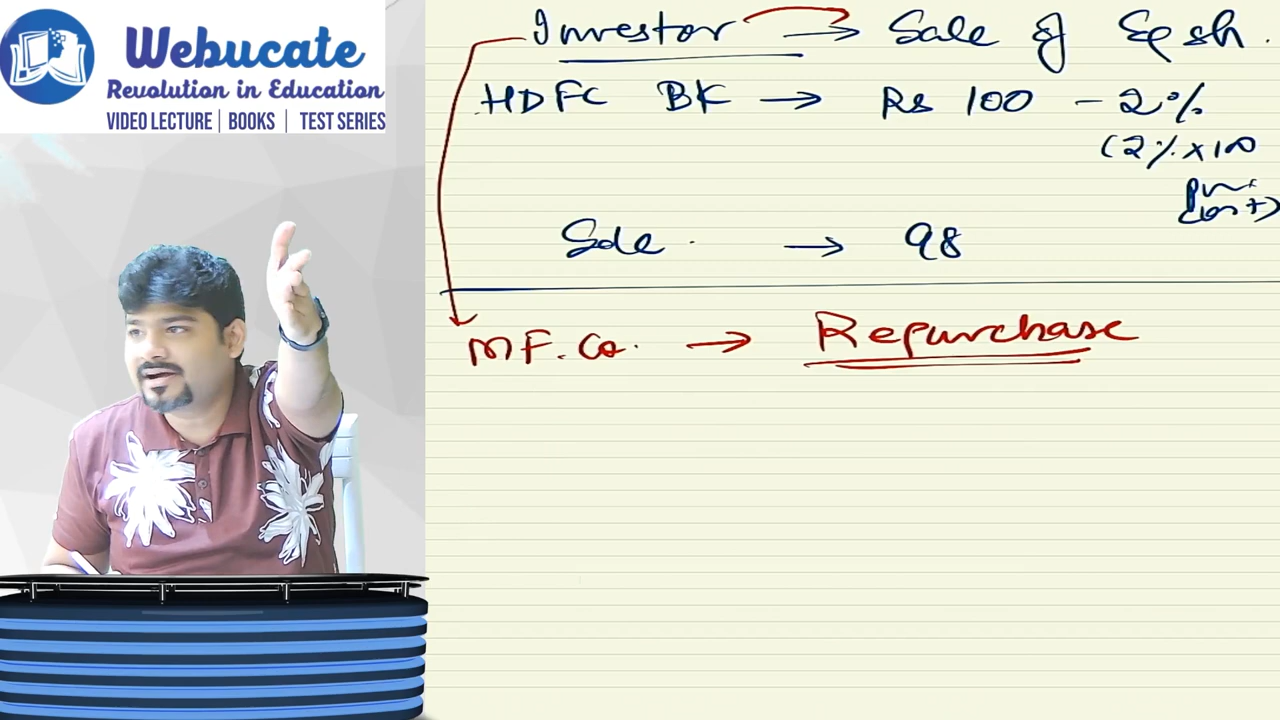 Webucate
Revolution in Education
VIDEO LECTURE | BOOKS | TEST SERIES
Investor → Sale of Eq sh.
HDFC BK → Rs 100 - 2%
(2% x 100
Sale → 98
MF. Co. → Repurchase